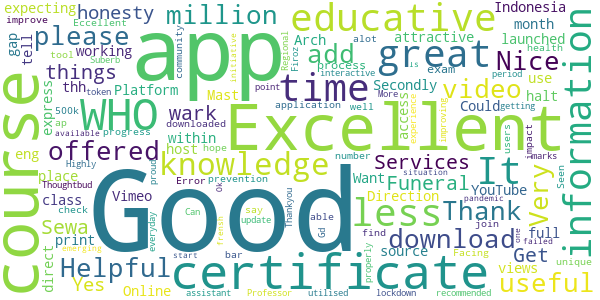 expecting
improve
honesty
million
educative
Indonesia
Eccellent
gap
tell
please
working
app
add
great
Arch
attractive
month
launched
health
tool
Suberb
community
initiative
Regional
Firoz
process
interactive
is
Nice
things
Platform
thh
token
500k
ap
progress
available
express
course
WHO
time
Secondly
exam
use
alot
period
video
Could
getting
halt
Mast
point
application
well
More
wark
downloaded
within
Excellent
access
experience
improving
users
impact
marks
information
offered
eng
place
Highly
Thoughtbud
proud
host
hope
knowledge
number
situation
pandemic
It
Services
one
failed
Seen
unique
class
Vimeo
Error
prevention
Ok
Good
able
Gd
less
Want
Funeral
YouTube
join
Very
Sewa
check
print
everyday
Can
french
say
update
Thankyou
Direction
find
Thank
source
full
views
direct
Helpful
certificate
properly
download
Get
useful
Yes
Online
bar
start
Facing
emerging
assistant
Professor
utilised
lockdown
recommended